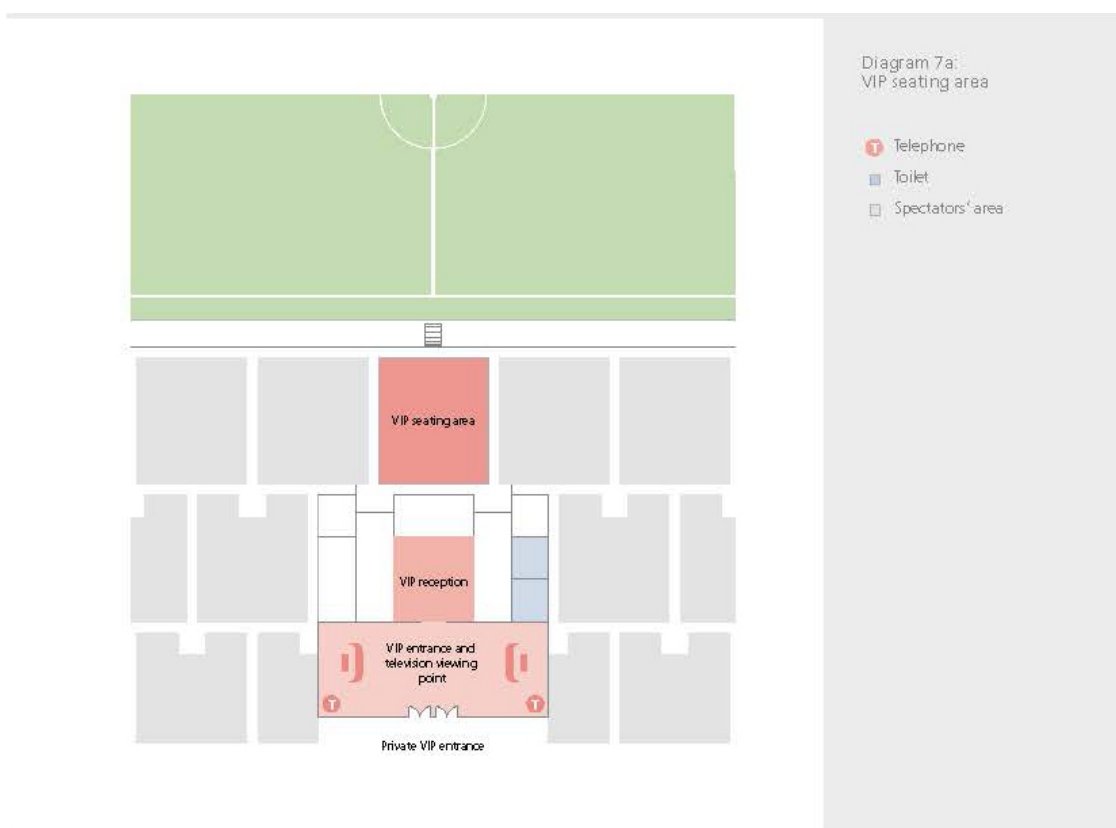 Diagram 7a:
VIP seating area
T Telephone
Toilet
Spectators' area
VIP seating area
VIP reception
VIP entrance and
television viewing
point
T
T
Private VIP entrance